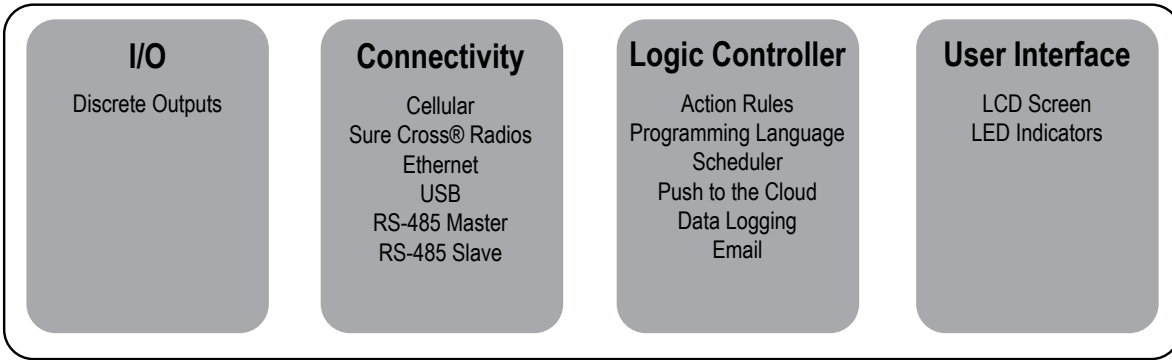 I/O
Discrete Outputs
Connectivity
Cellular
Sure Cross® Radios
Ethernet
USB
RS-485 Master
RS-485 Slave
Logic Controller
Action Rules
Programming Language
Scheduler
Push to the Cloud
Data Logging
Email
User Interface
LCD Screen
LED Indicators